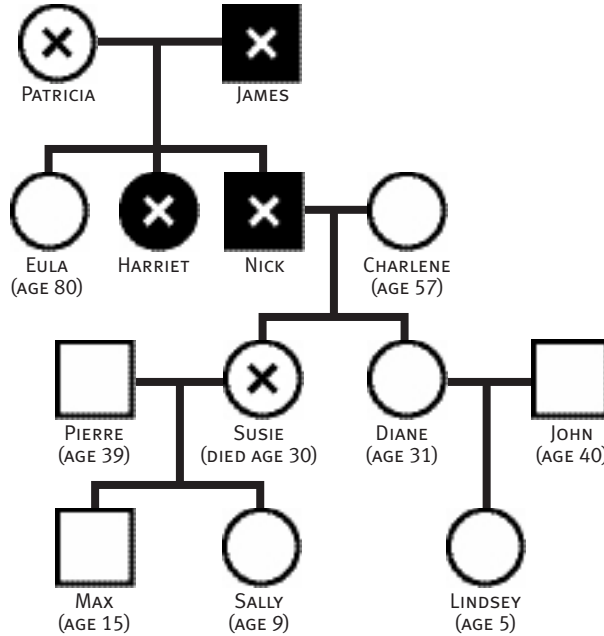 PATRICIA
JAMES
EULA
(AGE 80)
HARRIET
NICK
CHARLENE
(AGE 57)
PIERRE
(AGE 39)
SUSIE
(DIED AGE 30)
DIANE
(AGE 31)
JOHN
(AGE 40)
MAX
(AGE 15)
SALLY
(AGE 9)
LINDSEY
(AGE 5)